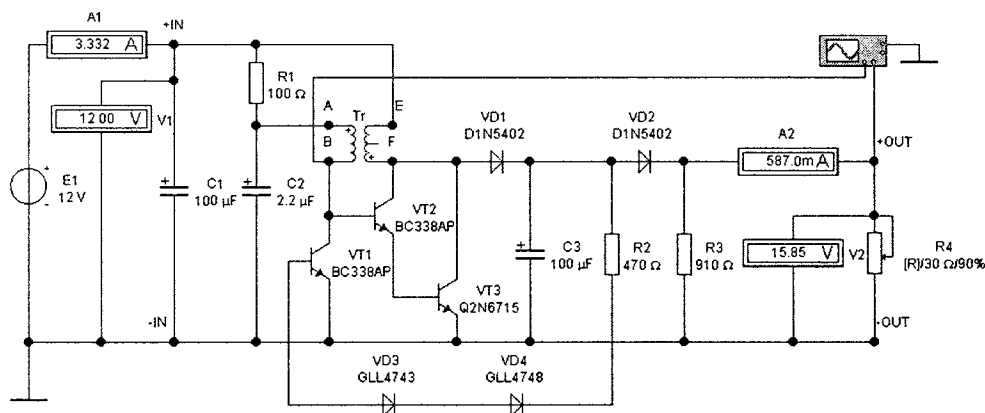 A1
3.332 A
+IN
R1
100 Ω
A
B
Tr
E
F
12.00 V
V1
E1
12 V
+
-
C1
100 µF
C2
2.2 µF
VD1
D1N5402
VD2
D1N5402
A2
587.0m A
+OUT
VT2
BC338AP
VT1
BC338AP
VT3
Q2N6715
C3
100 µF
R2
470 Ω
R3
910 Ω
15.85 V
V2
R4
[R]/30 Ω/90%
-IN
-OUT
VD3
GLL4743
VD4
GLL4748